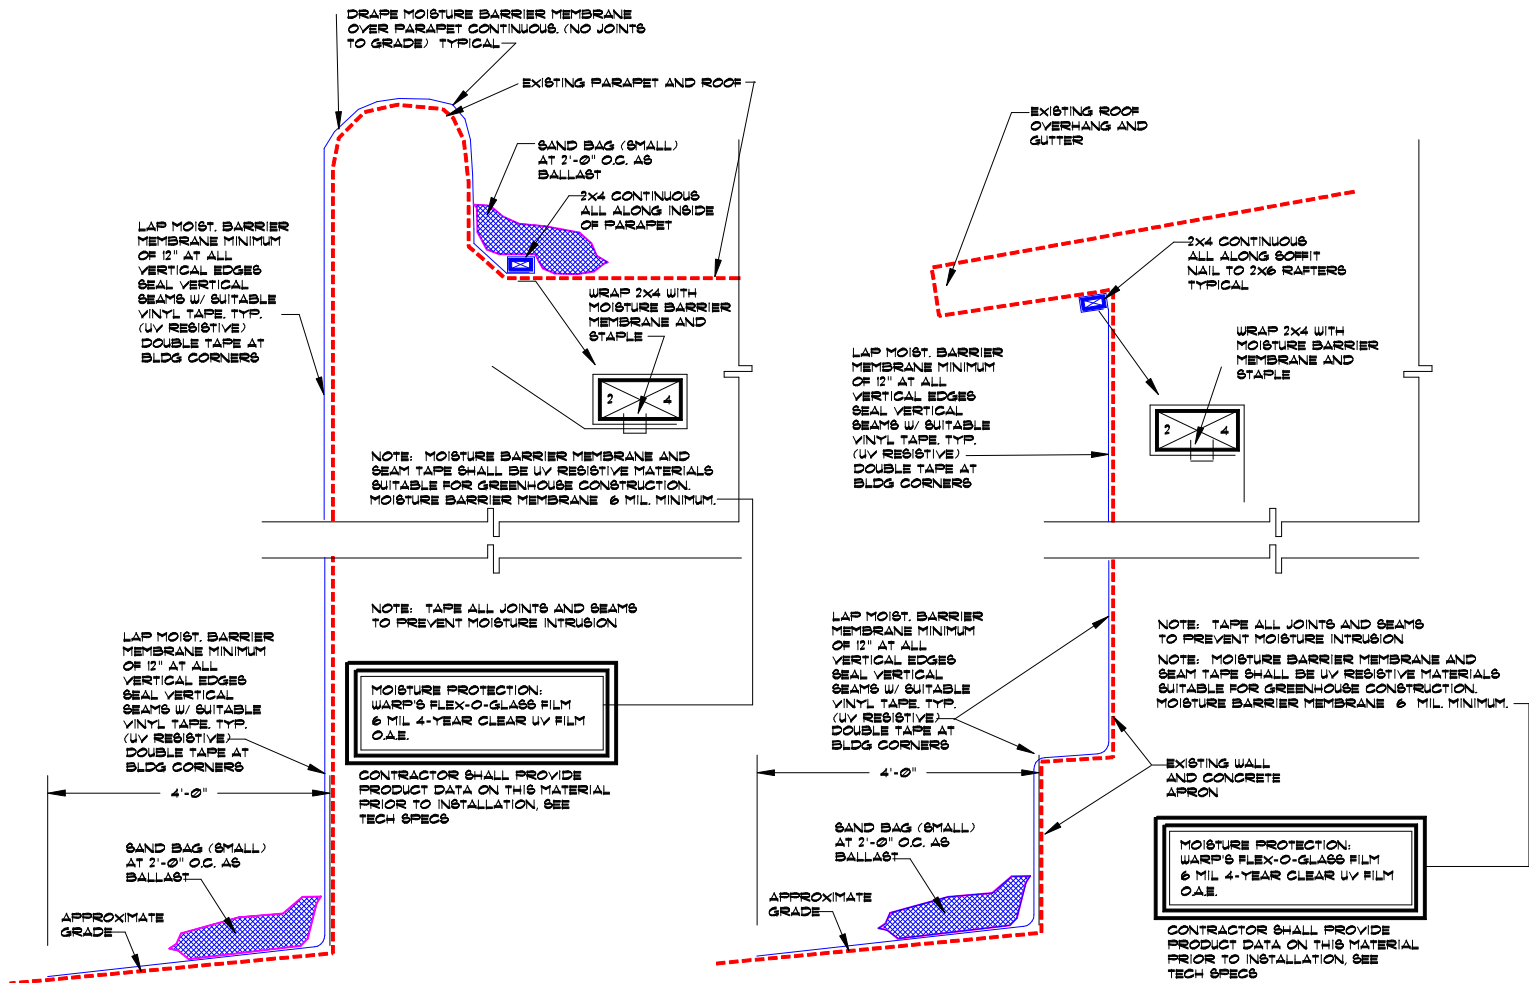 DRAPE MOISTURE BARRIER MEMBRANE
OVER PARAPET CONTINUOUS. (NO JOINTS
TO GRADE) TYPICAL
EXISTING PARAPET AND ROOF
SAND BAG (SMALL)
AT 2'-0" O.C. AS
BALLAST
2X4 CONTINUOUS
ALL ALONG INSIDE
OF PARAPET
LAP MOIST. BARRIER
MEMBRANE MINIMUM
OF 12" AT ALL
VERTICAL EDGES
SEAL VERTICAL
SEAMS W/ SUITABLE
VINYL TAPE, TYP.
(UV RESISTIVE)
DOUBLE TAPE AT
BLDG CORNERS
WRAP 2X4 WITH
MOISTURE BARRIER
MEMBRANE AND
STAPLE
2 4
NOTE: MOISTURE BARRIER MEMBRANE AND
SEAM TAPE SHALL BE UV RESISTIVE MATERIALS
SUITABLE FOR GREENHOUSE CONSTRUCTION.
MOISTURE BARRIER MEMBRANE 6 MIL. MINIMUM.
NOTE: TAPE ALL JOINTS AND SEAMS
TO PREVENT MOISTURE INTRUSION
LAP MOIST. BARRIER
MEMBRANE MINIMUM
OF 12" AT ALL
VERTICAL EDGES
SEAL VERTICAL
SEAMS W/ SUITABLE
VINYL TAPE, TYP.
(UV RESISTIVE)
DOUBLE TAPE AT
BLDG CORNERS
MOISTURE PROTECTION:
WARP'S FLEX-O-GLASS FILM
6 MIL 4-YEAR CLEAR UV FILM
O.A.E.
CONTRACTOR SHALL PROVIDE
PRODUCT DATA ON THIS MATERIAL
PRIOR TO INSTALLATION, SEE
TECH SPECS
4'-0"
SAND BAG (SMALL)
AT 2'-0" O.C. AS
BALLAST
APPROXIMATE
GRADE
EXISTING ROOF
OVERHANG AND
GUTTER
2X4 CONTINUOUS
ALL ALONG SOFFIT
NAIL TO 2X6 RAFTERS
TYPICAL
WRAP 2X4 WITH
MOISTURE BARRIER
MEMBRANE AND
STAPLE
2 4
LAP MOIST. BARRIER
MEMBRANE MINIMUM
OF 12" AT ALL
VERTICAL EDGES
SEAL VERTICAL
SEAMS W/ SUITABLE
VINYL TAPE, TYP.
(UV RESISTIVE)
DOUBLE TAPE AT
BLDG CORNERS
LAP MOIST. BARRIER
MEMBRANE MINIMUM
OF 12" AT ALL
VERTICAL EDGES
SEAL VERTICAL
SEAMS W/ SUITABLE
VINYL TAPE, TYP.
(UV RESISTIVE)
DOUBLE TAPE AT
BLDG CORNERS
NOTE: TAPE ALL JOINTS AND SEAMS
TO PREVENT MOISTURE INTRUSION
NOTE: MOISTURE BARRIER MEMBRANE AND
SEAM TAPE SHALL BE UV RESISTIVE MATERIALS
SUITABLE FOR GREENHOUSE CONSTRUCTION.
MOISTURE BARRIER MEMBRANE 6 MIL. MINIMUM.
EXISTING WALL
AND CONCRETE
APRON
4'-0"
SAND BAG (SMALL)
AT 2'-0" O.C. AS
BALLAST
APPROXIMATE
GRADE
MOISTURE PROTECTION:
WARP'S FLEX-O-GLASS FILM
6 MIL 4-YEAR CLEAR UV FILM
O.A.E.
CONTRACTOR SHALL PROVIDE
PRODUCT DATA ON THIS MATERIAL
PRIOR TO INSTALLATION, SEE
TECH SPECS